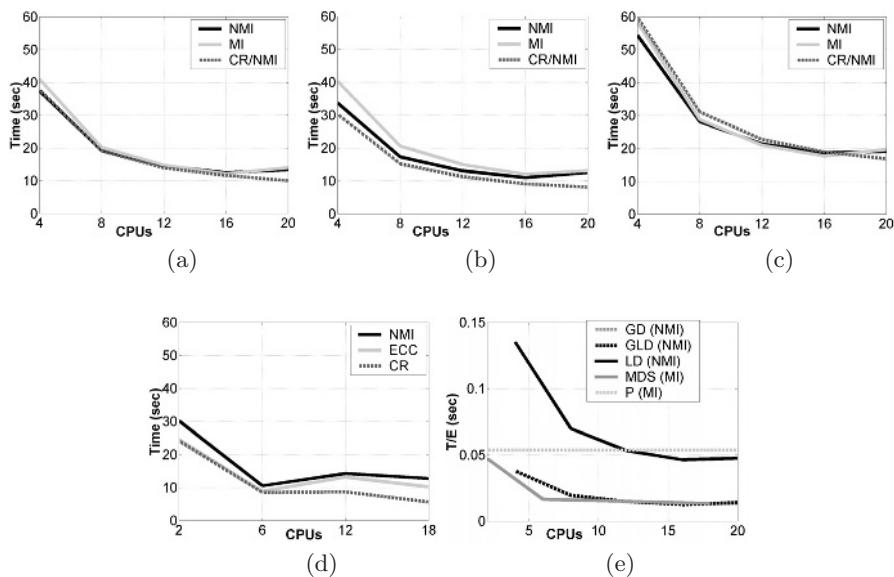 60
50
40
30
20
10
0
Time (sec)
4
8
12
16
20
CPUs
NMI
MI
CR/NMI
(a)
60
50
40
30
20
10
0
Time (sec)
4
8
12
16
20
CPUs
NMI
MI
CR/NMI
(b)
60
50
40
30
20
10
0
Time (sec)
4
8
12
16
20
CPUs
NMI
MI
CR/NMI
(c)
60
50
40
30
20
10
0
Time (sec)
2
6
12
18
CPUs
NMI
ECC
CR
(d)
0.15
0.1
0.05
0
T/E (sec)
5
10
15
20
CPUs
GD (NMI)
GLD (NMI)
LD (NMI)
MDS (MI)
P (MI)
(e)